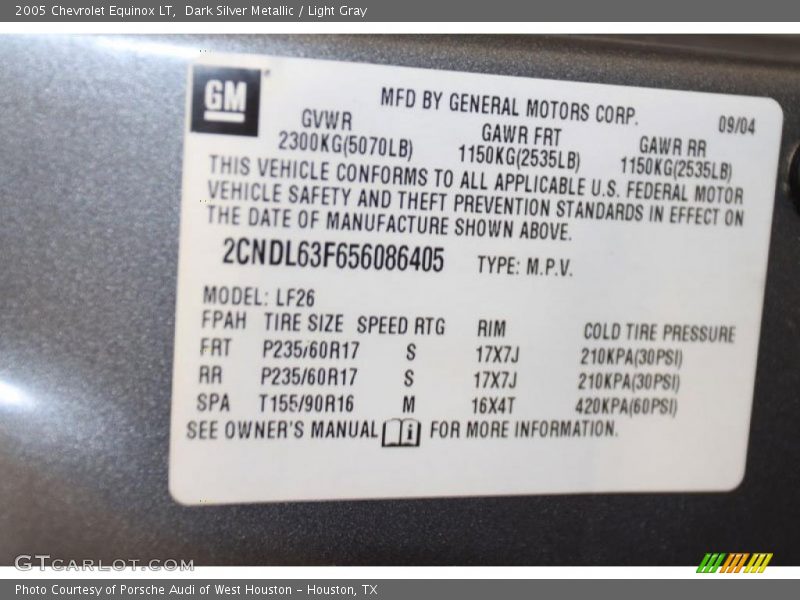 2005 Chevrolet Equinox LT,  Dark Silver Metallic / Light Gray
GM
MFD BY GENERAL MOTORS CORP.
09/04
GVWR GAWR FRT GAWR RR
2300KG(5070LB) 1150KG(2535LB) 1150KG(2535LB)
THIS VEHICLE CONFORMS TO ALL APPLICABLE U.S. FEDERAL MOTOR
VEHICLE SAFETY AND THEFT PREVENTION STANDARDS IN EFFECT ON
THE DATE OF MANUFACTURE SHOWN ABOVE.
2CNDL63F656086405 TYPE: M.P.V.
MODEL: LF26
FPAH TIRE SIZE SPEED RTG RIM COLD TIRE PRESSURE
FRT P235/60R17 S 17X7J 210KPA(30PSI)
RR P235/60R17 S 17X7J 210KPA(30PSI)
SPA T155/90R16 M 16X4T 420KPA(60PSI)
SEE OWNER'S MANUAL i FOR MORE INFORMATION.
GTCARLOT.COM
Photo Courtesy of Porsche Audi of West Houston - Houston, TX